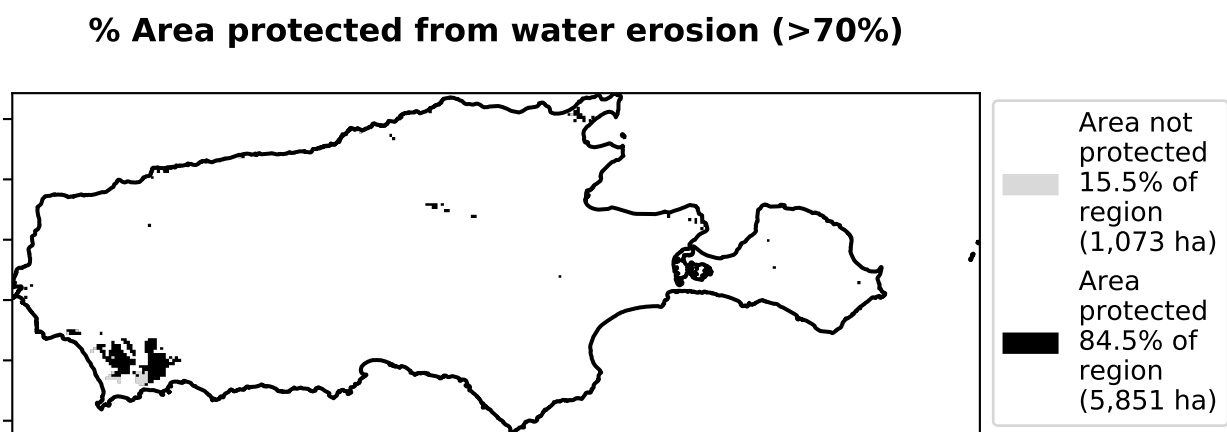 % Area protected from water erosion (>70%)
Area not
protected
15.5% of
region
(1,073 ha)
Area
protected
84.5% of
region
(5,851 ha)